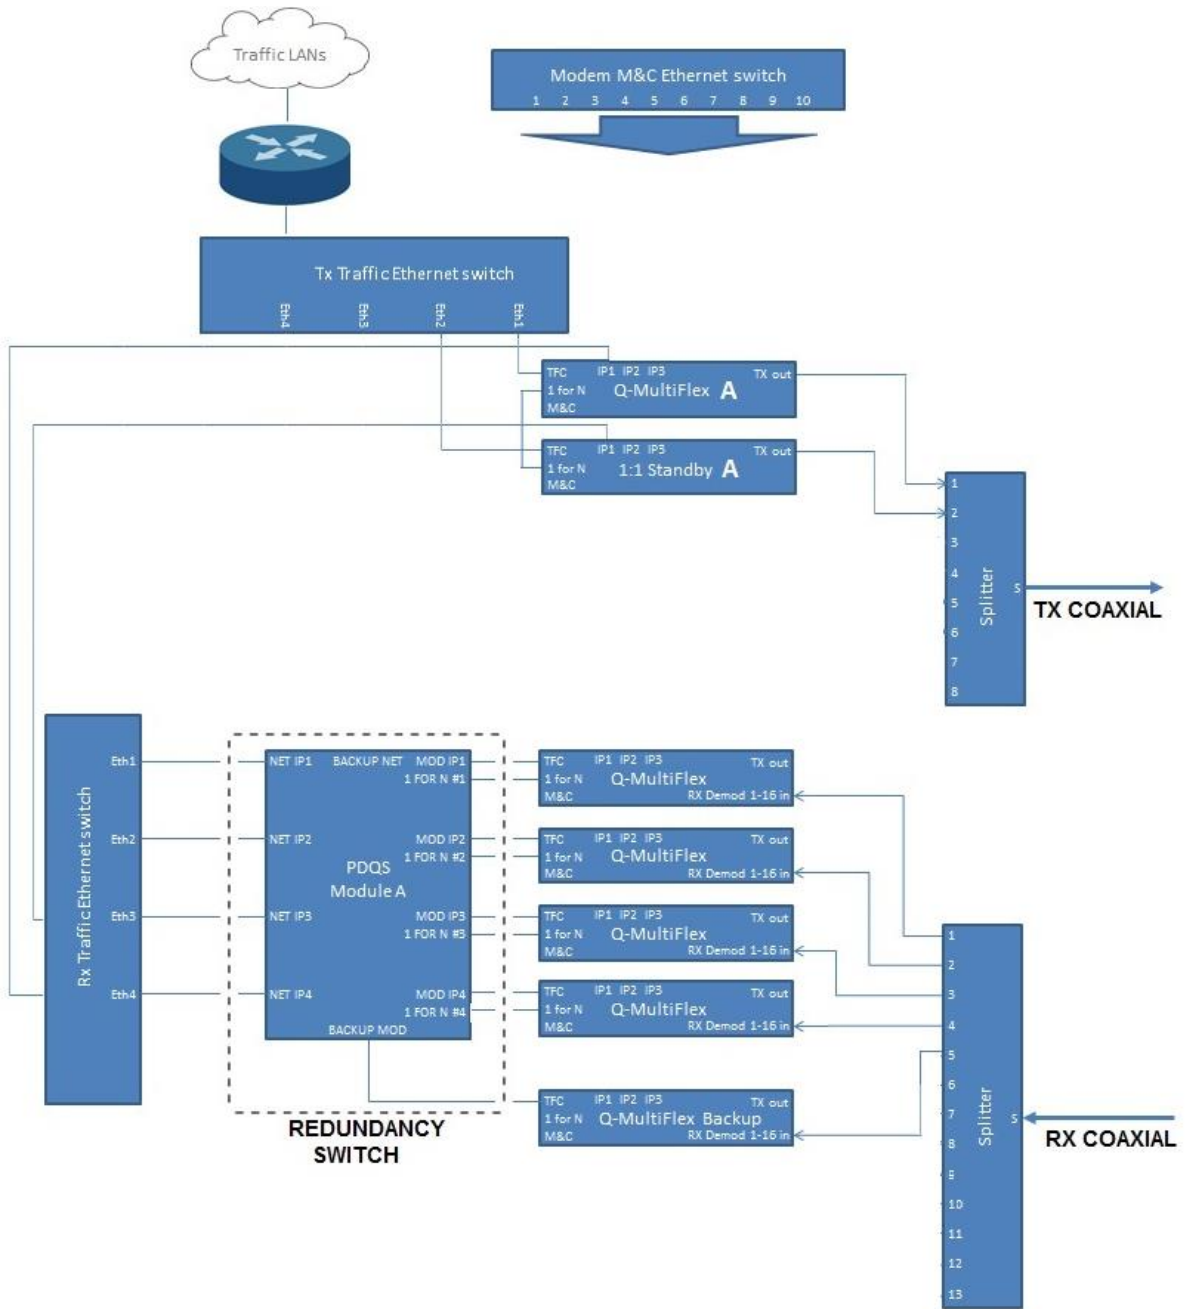 Traffic LANs
Modem M&C Ethernet switch
1 2 3 4 5 6 7 8 9 10
Tx Traffic Ethernet switch
Eth4 Eth3 Eth2 Eth1
TFC IP1 IP2 IP3 TX out
1 for N Q-MultiFlex A
M&C
TFC IP1 IP2 IP3 TX out
1 for N 1:1 Standby A
M&C
1
2
3
4
5
6
7
8
Splitter
S
TX COAXIAL
Rx Traffic Ethernet switch
Eth1
Eth2
Eth3
Eth4
NET IP1 BACKUP NET MOD IP1
1 FOR N #1
NET IP2 MOD IP2
1 FOR N #2
PDQS
Module A
NET IP3 MOD IP3
1 FOR N #3
NET IP4 MOD IP4
1 FOR N #4
BACKUP MOD
REDUNDANCY
SWITCH
TFC IP1 IP2 IP3 TX out
1 for N Q-MultiFlex
M&C RX Demod 1-16 in
TFC IP1 IP2 IP3 TX out
1 for N Q-MultiFlex
M&C RX Demod 1-16 in
TFC IP1 IP2 IP3 TX out
1 for N Q-MultiFlex
M&C RX Demod 1-16 in
TFC IP1 IP2 IP3 TX out
1 for N Q-MultiFlex
M&C RX Demod 1-16 in
TFC IP1 IP2 IP3 TX out
1 for N Q-MultiFlex Backup
M&C RX Demod 1-16 in
1
2
3
4
5
6
7
8
9
10
11
12
13
Splitter
S
RX COAXIAL